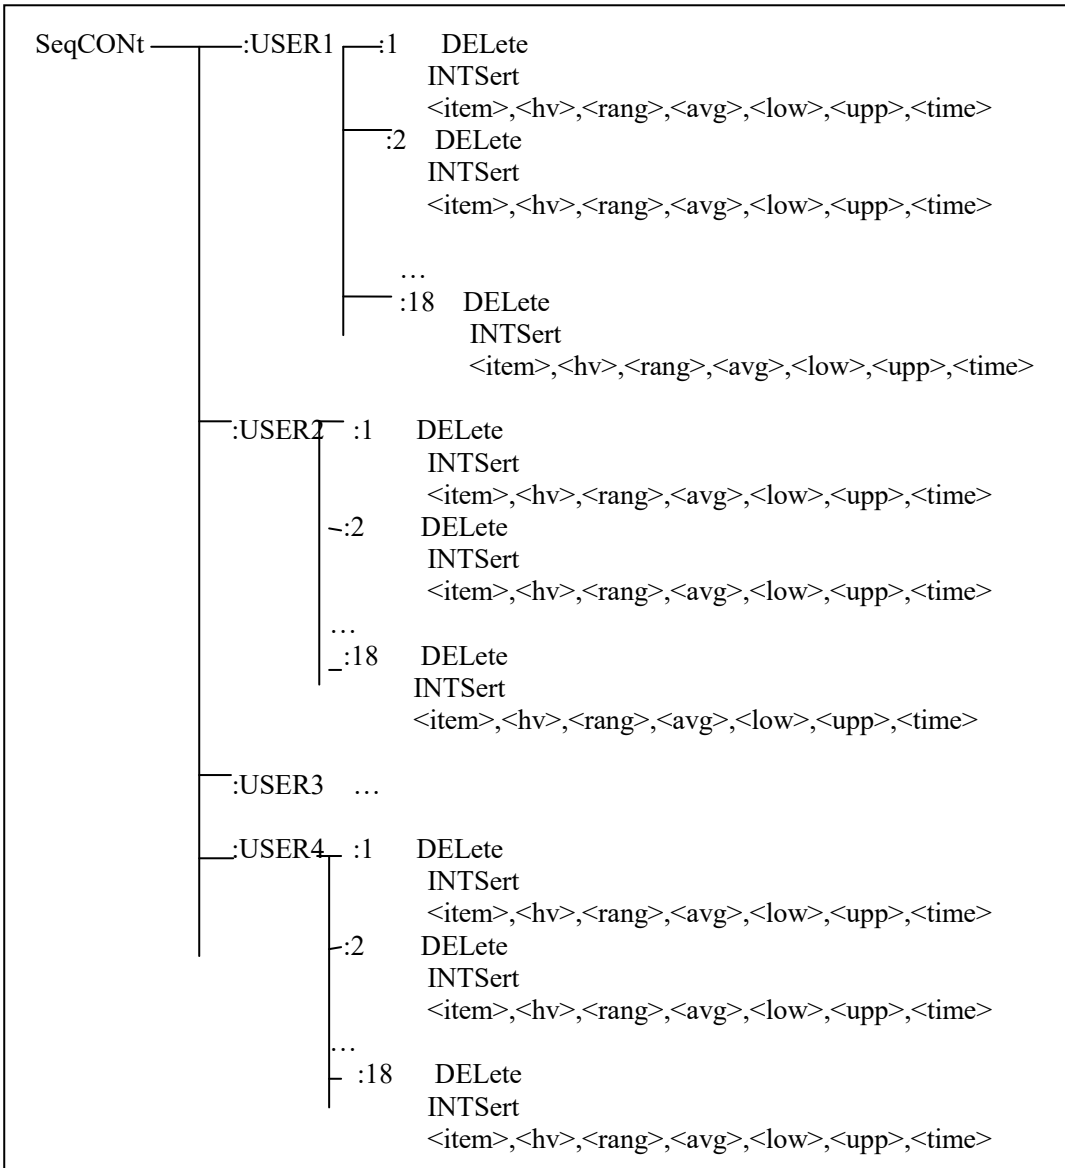 SeqCONt :USER1 :1 DELete
INTSert
<item>,<hv>,<rang>,<avg>,<low>,<upp>,<time>
:2 DELete
INTSert
<item>,<hv>,<rang>,<avg>,<low>,<upp>,<time>
…
:18 DELete
INTSert
<item>,<hv>,<rang>,<avg>,<low>,<upp>,<time>
:USER2 :1 DELete
INTSert
<item>,<hv>,<rang>,<avg>,<low>,<upp>,<time>
:2 DELete
INTSert
<item>,<hv>,<rang>,<avg>,<low>,<upp>,<time>
…
:18 DELete
INTSert
<item>,<hv>,<rang>,<avg>,<low>,<upp>,<time>
:USER3 …
:USER4 :1 DELete
INTSert
<item>,<hv>,<rang>,<avg>,<low>,<upp>,<time>
:2 DELete
INTSert
<item>,<hv>,<rang>,<avg>,<low>,<upp>,<time>
…
:18 DELete
INTSert
<item>,<hv>,<rang>,<avg>,<low>,<upp>,<time>